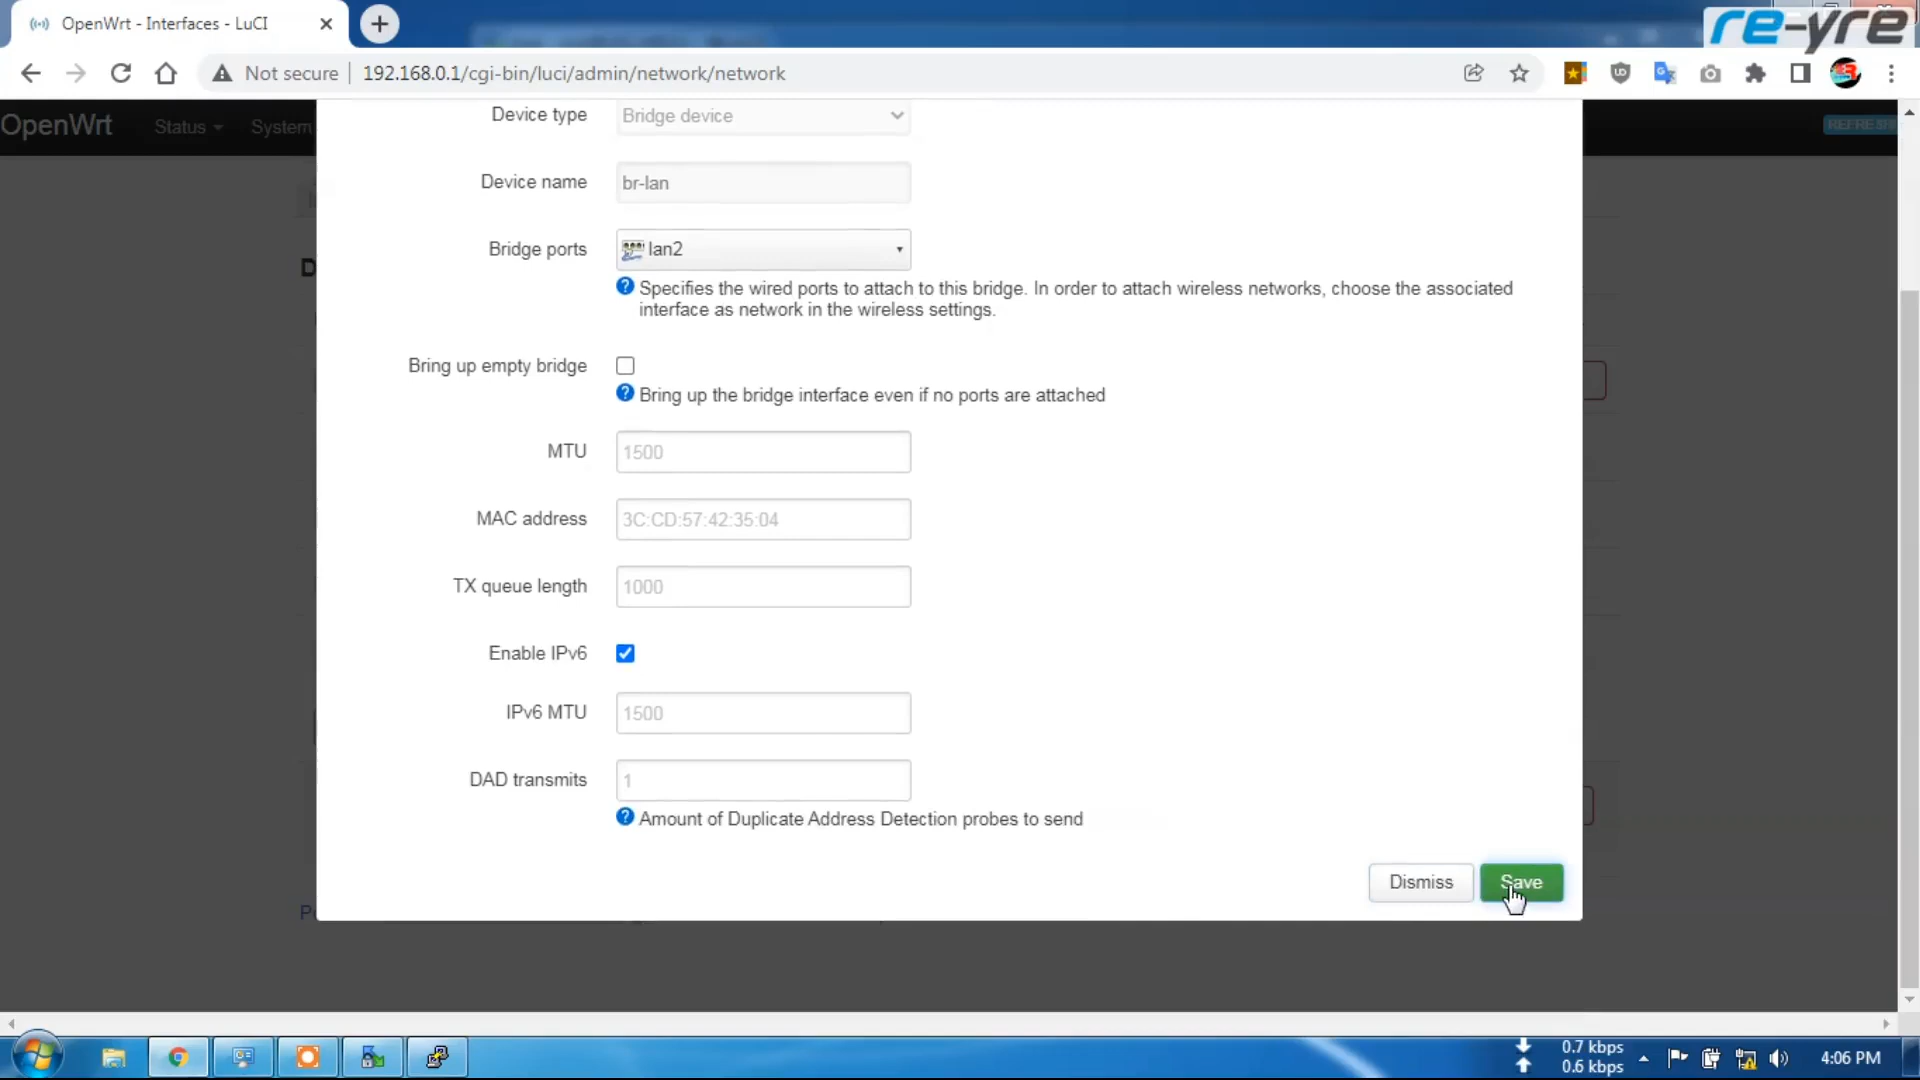 OpenWrt - Interfaces - LuCI
re-yre
Not secure
192.168.0.1/cgi-bin/luci/admin/network/network
OpenWrt
Status
System
Device type
Bridge device
Device name
br-lan
Bridge ports
lan2
Specifies the wired ports to attach to this bridge. In order to attach wireless networks, choose the associated
interface as network in the wireless settings.
Bring up empty bridge
Bring up the bridge interface even if no ports are attached
MTU
1500
MAC address
3C:CD:57:42:35:04
TX queue length
1000
Enable IPv6
IPv6 MTU
1500
DAD transmits
1
Amount of Duplicate Address Detection probes to send
Dismiss
Save
0.7 kbps
0.6 kbps
4:06 PM